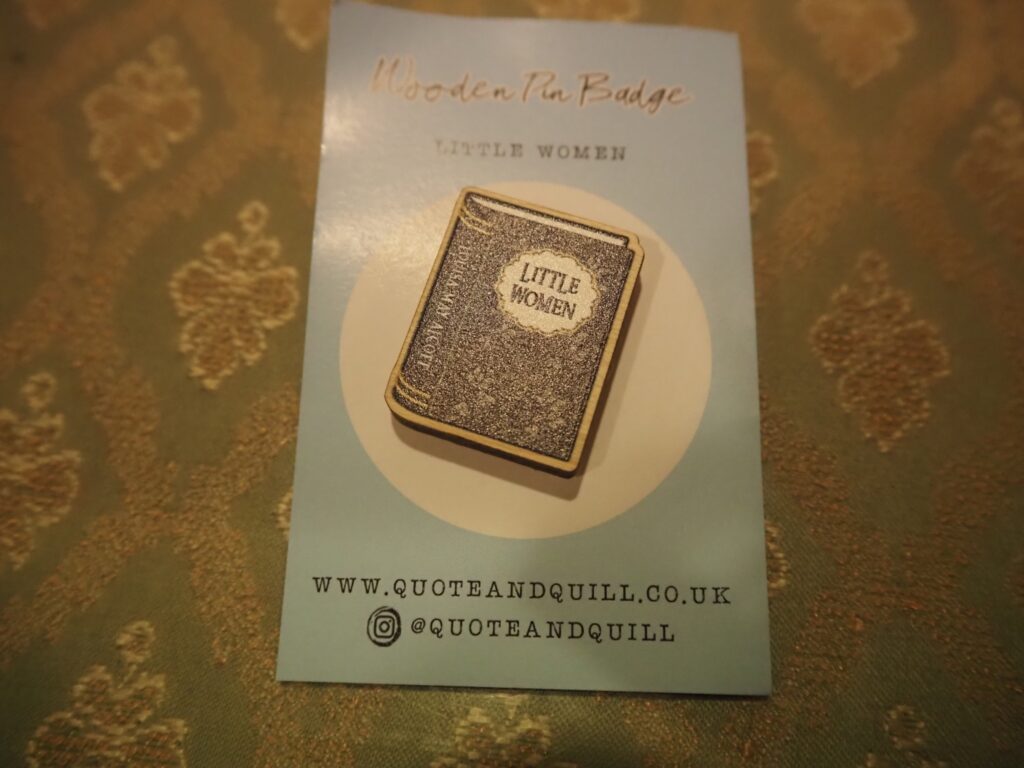 Wooden Pin Badge
LITTLE WOMEN
LITTLE
WOMEN
LOUISA MAY ALCOTT
WWW.QUOTEANDQUILL.CO.UK
@QUOTEANDQUILL